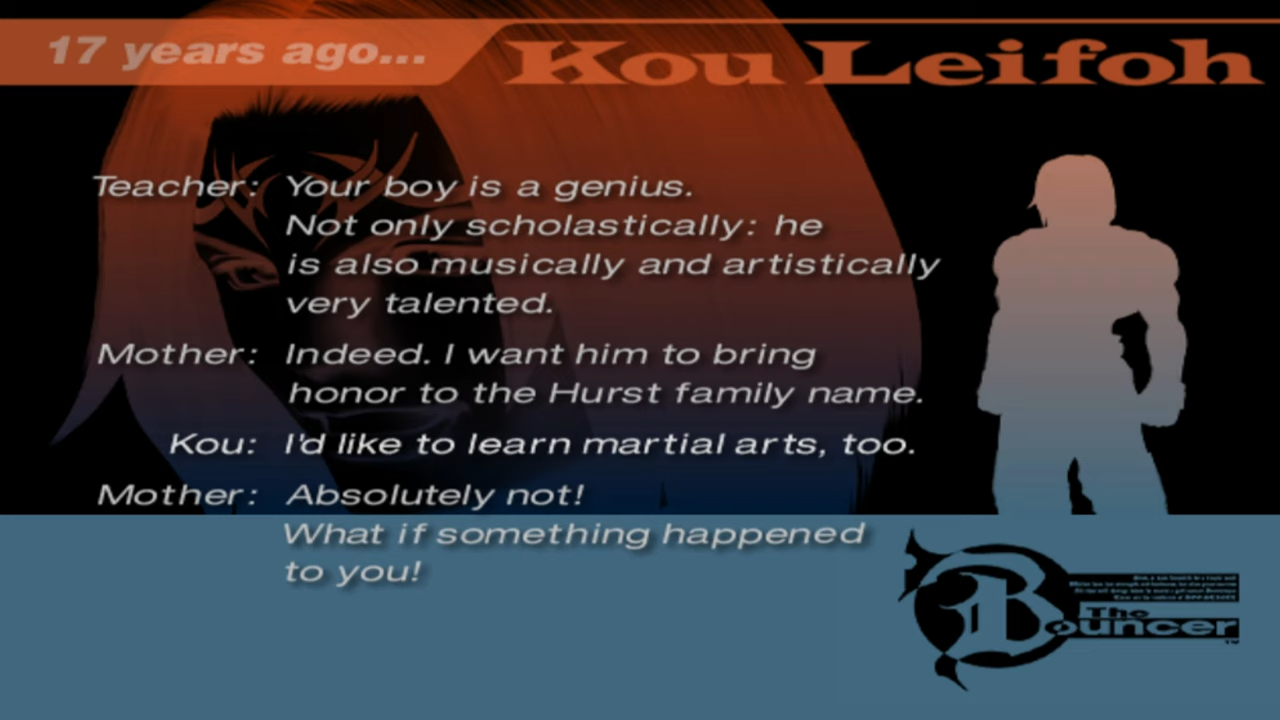 17 years ago...
Kou Leifoh
Teacher: Your boy is a genius.
Not only scholastically: he
is also musically and artistically
very talented.
Mother: Indeed. I want him to bring
honor to the Hurst family name.
Kou: I'd like to learn martial arts, too.
Mother: Absolutely not!
What if something happened
to you!
The
Bouncer
TM